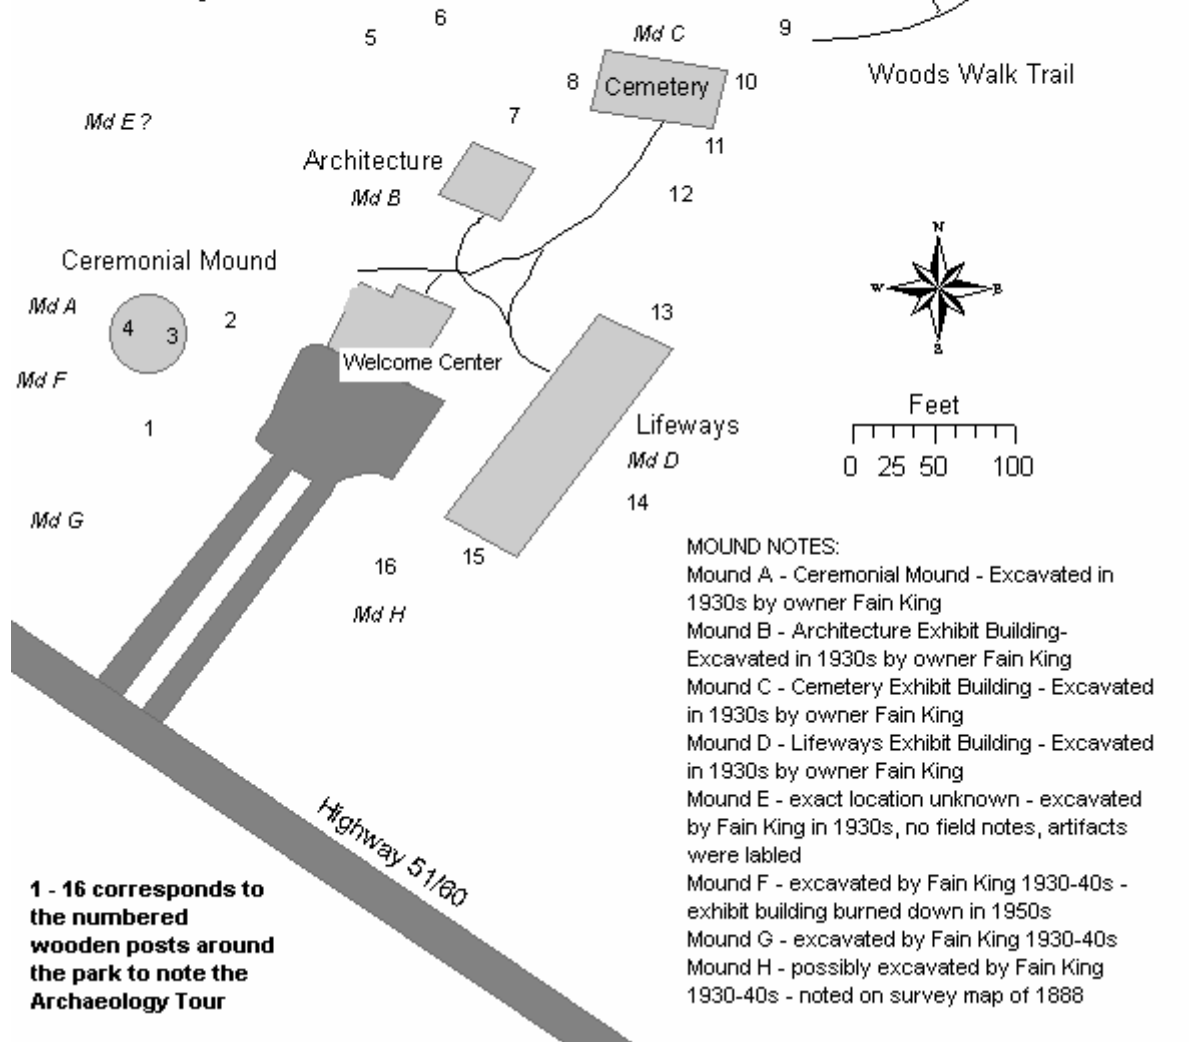 6
9
5
Md C
Woods Walk Trail
8
Cemetery
10
7
Md E ?
11
Architecture
Md B
12
N
Ceremonial Mound
W
E
Md A
2
13
4
3
S
Welcome Center
Md F
Feet
1
Lifeways
Md D
0 25 50 100
14
Md G
15
16
Md H
MOUND NOTES:
Mound A - Ceremonial Mound - Excavated in
1930s by owner Fain King
Mound B - Architecture Exhibit Building-
Excavated in 1930s by owner Fain King
Mound C - Cemetery Exhibit Building - Excavated
in 1930s by owner Fain King
Mound D - Lifeways Exhibit Building - Excavated
in 1930s by owner Fain King
Mound E - exact location unknown - excavated
by Fain King in 1930s, no field notes, artifacts
were labled
Mound F - excavated by Fain King 1930-40s -
exhibit building burned down in 1950s
Mound G - excavated by Fain King 1930-40s
Mound H - possibly excavated by Fain King
1930-40s - noted on survey map of 1888
Highway 51/60
1 - 16 corresponds to
the numbered
wooden posts around
the park to note the
Archaeology Tour